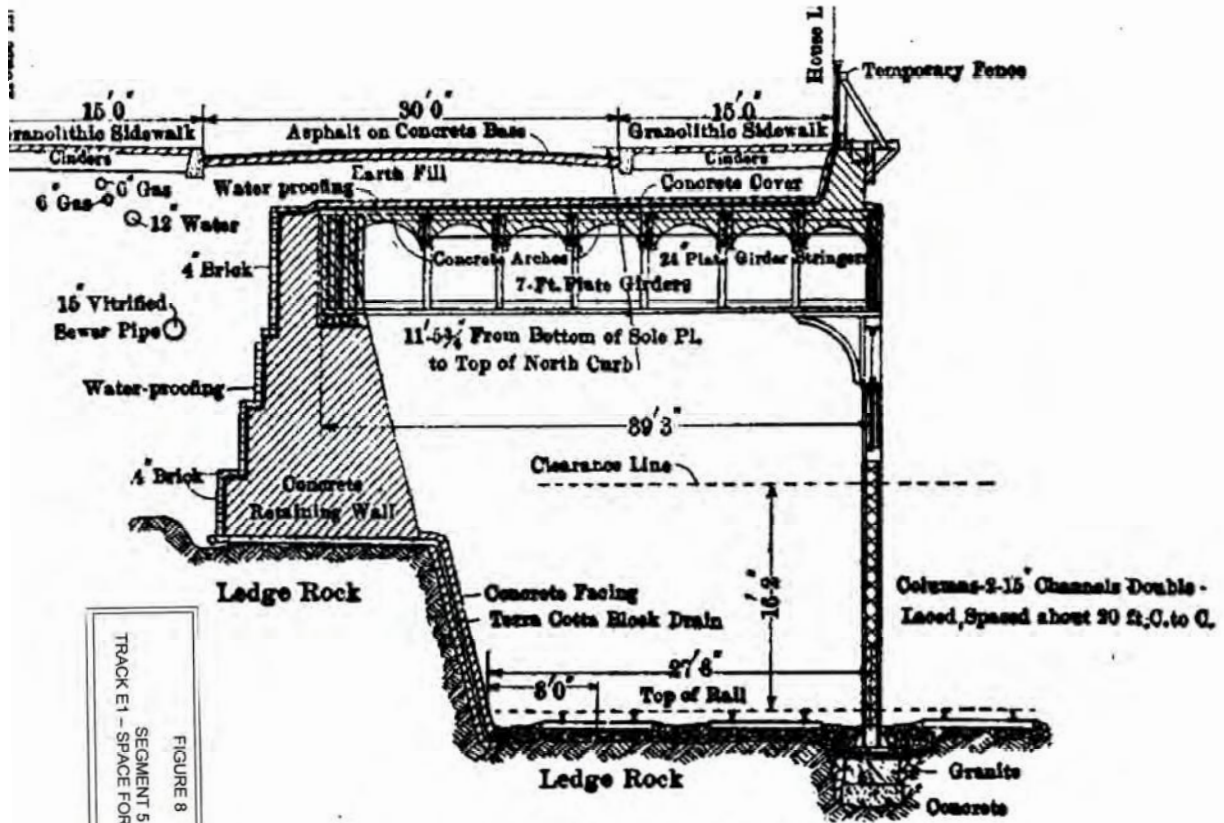 House L
Temporary Fence
15'0"
30'0"
15'0"
Granolithic Sidewalk
Asphalt on Concrete Base
Granolithic Sidewalk
Cinders
Earth Fill
Cinders
6" Gas
Water proofing
Concrete Cover
6" Gas
12" Water
4" Brick
Concrete Arches
24" Plate Girder Stringers
7-Ft. Plate Girders
15" Vitrified
Sewer Pipe
11'-5¾" From Bottom of Sole Pl.
to Top of North Curb
Water-proofing
39'3"
Clearance Line
4" Brick
Concrete
Retaining Wall
Ledge Rock
Concrete Facing
Terra Cotta Block Drain
16'-2"
Columns-2-15" Channels Double-
Laced, Spaced about 20 ft. C. to C.
27'8"
8'0"
Top of Rail
Ledge Rock
Granite
Concrete
FIGURE 8
SEGMENT 5
TRACK E1 – SPACE FOR